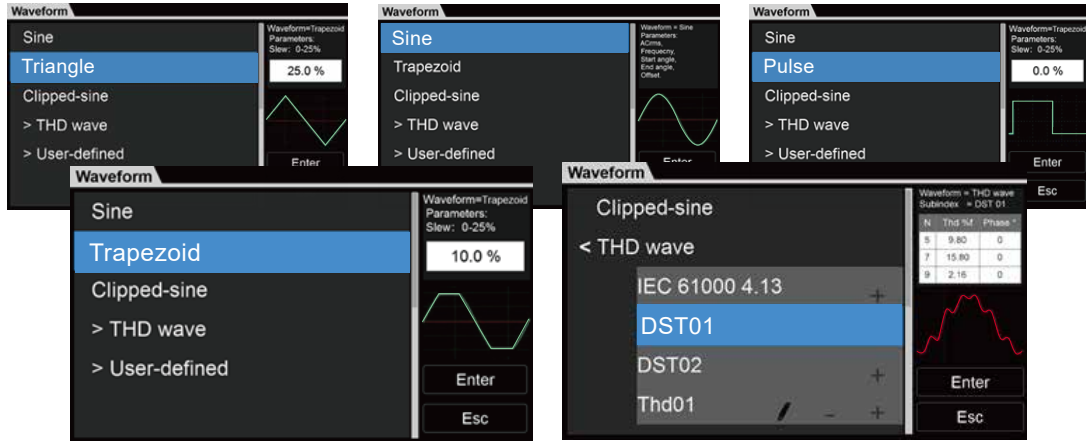 Waveform
Sine
Triangle
Clipped-sine
> THD wave
> User-defined
Waveform=Trapezoid
Parameters:
Slew: 0-25%
25.0 %
Enter
Waveform
Sine
Trapezoid
Clipped-sine
> THD wave
> User-defined
Waveform = Sine
Parameters:
ACrms,
Frequecny,
Start angle,
End angle,
Offset.
Enter
Waveform
Sine
Pulse
Clipped-sine
> THD wave
> User-defined
Waveform=Trapezoid
Parameters:
Slew: 0-25%
0.0 %
Enter
Esc
Waveform
Sine
Trapezoid
Clipped-sine
> THD wave
> User-defined
Waveform=Trapezoid
Parameters:
Slew: 0-25%
10.0 %
Enter
Esc
Waveform
Clipped-sine
< THD wave
IEC 61000 4.13 +
DST01
DST02 +
Thd01 - +
Waveform = THD wave
Subindex = DST 01
N Thd %f Phase °
5 9.80 0
7 15.80 0
9 2.16 0
Enter
Esc